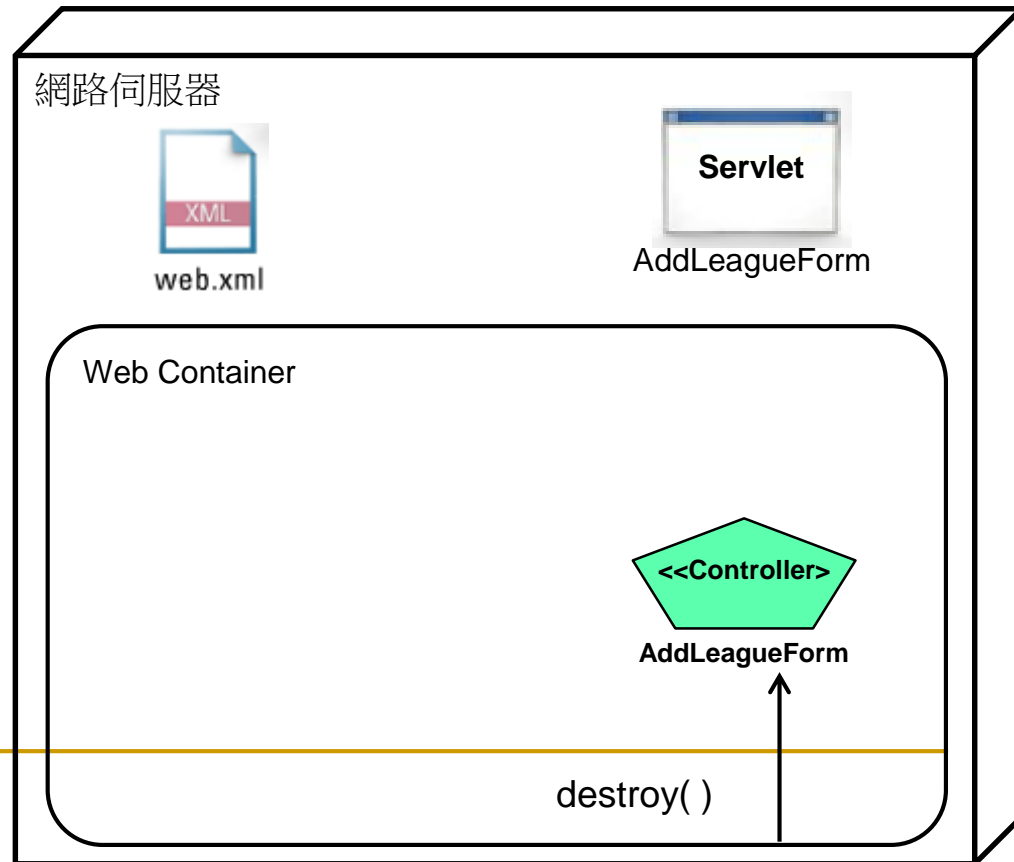 網路伺服器
XML
web.xml
Servlet
AddLeagueForm
Web Container
<<Controller>
AddLeagueForm
destroy( )